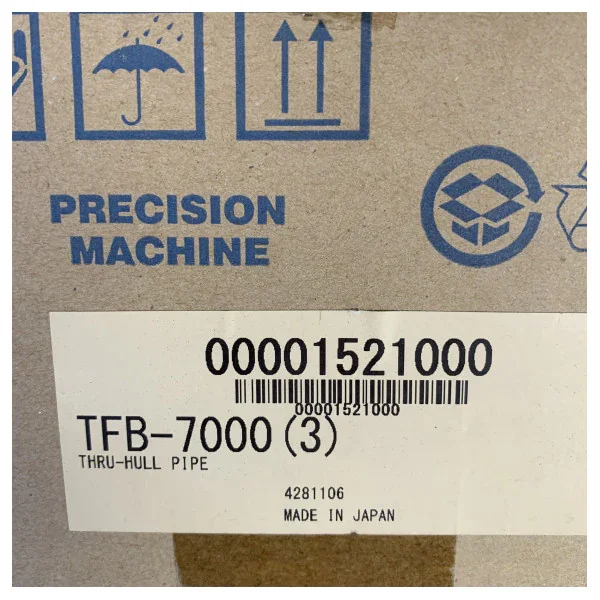 PRECISION
MACHINE
00001521000
00001521000
TFB-7000(3)
THRU-HULL PIPE
4281106
MADE IN JAPAN